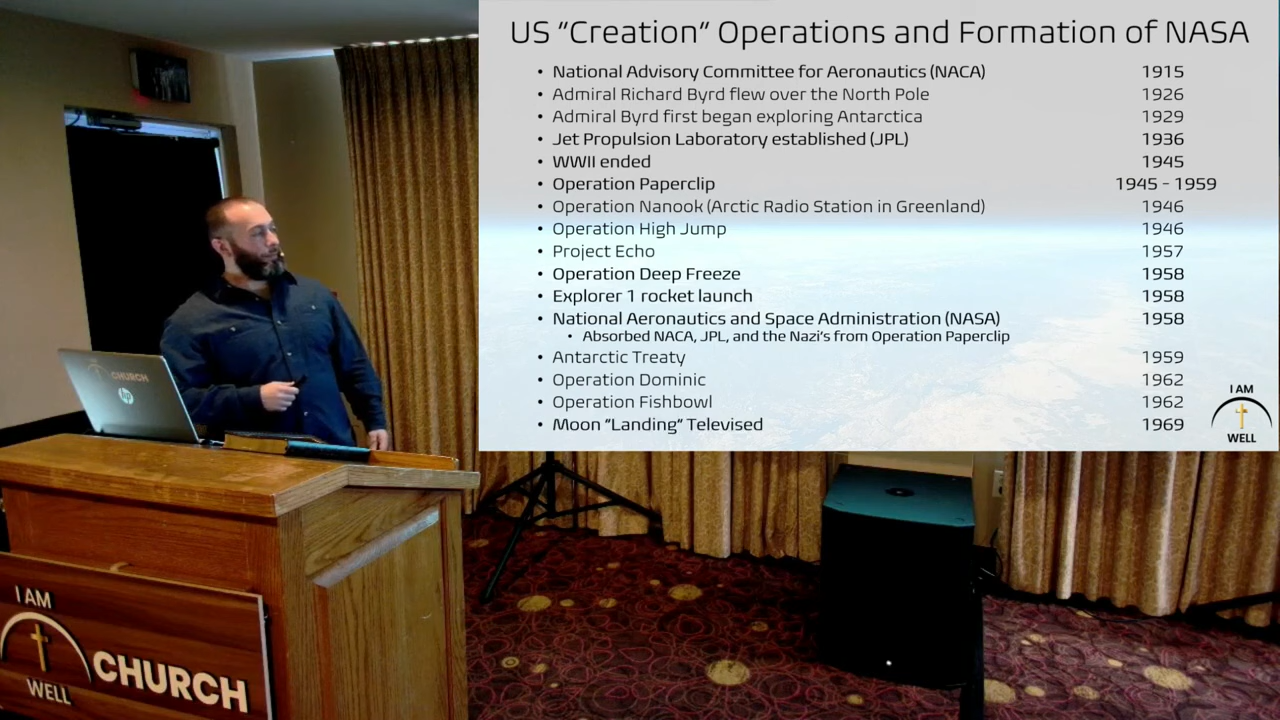 US "Creation" Operations and Formation of NASA
• National Advisory Committee for Aeronautics (NACA) 1915
• Admiral Richard Byrd flew over the North Pole 1926
• Admiral Byrd first began exploring Antarctica 1929
• Jet Propulsion Laboratory established (JPL) 1936
• WWII ended 1945
• Operation Paperclip 1945 - 1959
• Operation Nanook (Arctic Radio Station in Greenland) 1946
• Operation High Jump 1946
• Project Echo 1957
• Operation Deep Freeze 1958
• Explorer 1 rocket launch 1958
• National Aeronautics and Space Administration (NASA) 1958
• Absorbed NACA, JPL, and the Nazi's from Operation Paperclip
• Antarctic Treaty 1959
• Operation Dominic 1962
• Operation Fishbowl 1962
• Moon "Landing" Televised 1969
I AM
WELL
CHURCH
hp
I AM
CHURCH
WELL